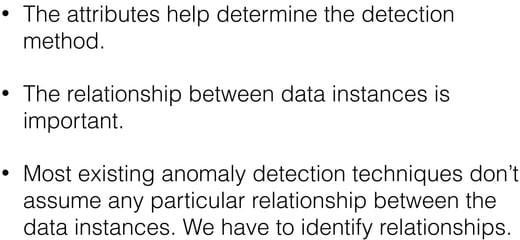 • The attributes help determine the detection
method.
• The relationship between data instances is
important.
• Most existing anomaly detection techniques don’t
assume any particular relationship between the
data instances. We have to identify relationships.